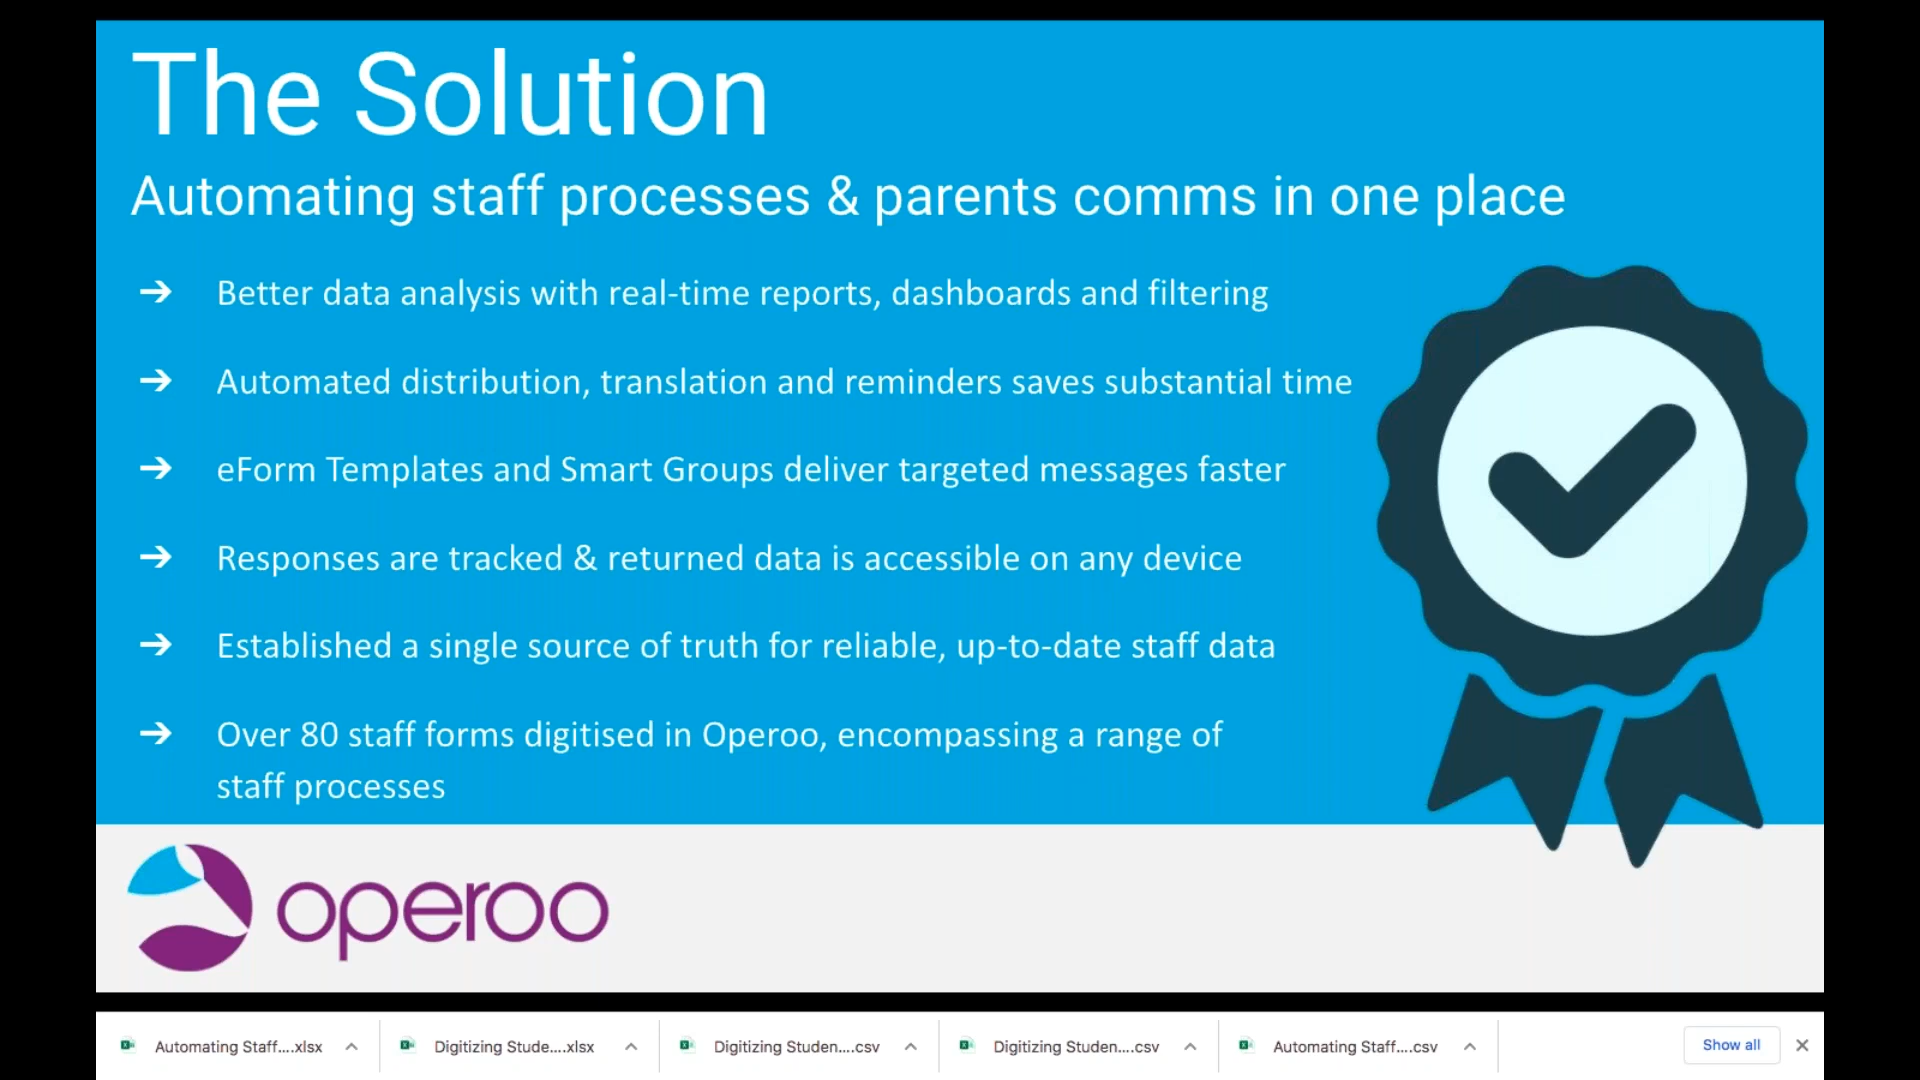 The Solution
Automating staff processes & parents comms in one place
➔ Better data analysis with real-time reports, dashboards and filtering
➔ Automated distribution, translation and reminders saves substantial time
➔ eForm Templates and Smart Groups deliver targeted messages faster
➔ Responses are tracked & returned data is accessible on any device
➔ Established a single source of truth for reliable, up-to-date staff data
➔ Over 80 staff forms digitised in Operoo, encompassing a range of
staff processes
operoo
Automating Staff....xlsx
Digitizing Stude....xlsx
Digitizing Studen....csv
Digitizing Studen....csv
Automating Staff....csv
Show all